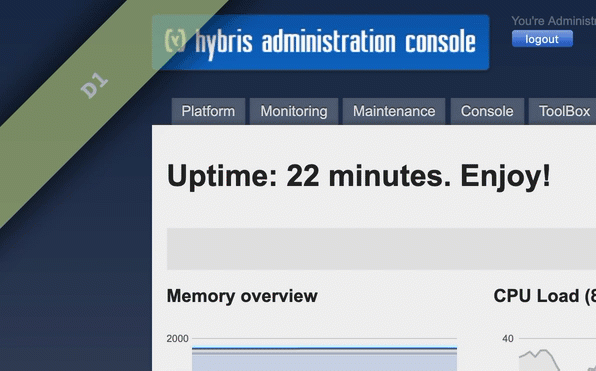 You're Administr
hybris administration console
logout
D1
Platform Monitoring Maintenance Console ToolBox
Uptime: 22 minutes. Enjoy!
Memory overview
CPU Load (8
2000
40